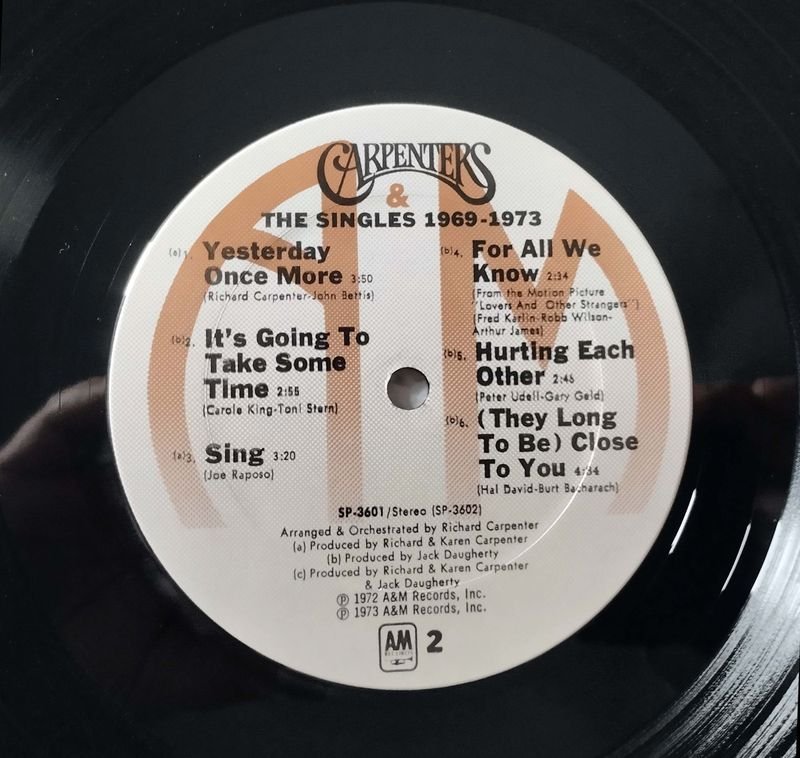 CARPENTERS
&
THE SINGLES 1969-1973
(a)1. Yesterday
Once More 3:50
(Richard Carpenter-John Bettis)
(b)2. It's Going To
Take Some
Time 2:55
(Carole King-Toni Stern)
(a)3. Sing 3:20
(Joe Raposo)
(b)4. For All We
Know 2:34
(From the Motion Picture
"Lovers And Other Strangers")
(Fred Karlin-Robb Wilson-
Arthur James)
(b)5. Hurting Each
Other 2:46
(Peter Udell-Gary Geld)
(b)6. (They Long
To Be) Close
To You 4:34
(Hal David-Burt Bacharach)
SP-3601/Stereo (SP-3602)
Arranged & Orchestrated by Richard Carpenter
(a) Produced by Richard & Karen Carpenter
(b) Produced by Jack Daugherty
(c) Produced by Richard & Karen Carpenter
& Jack Daugherty
℗ 1972 A&M Records, Inc.
℗ 1973 A&M Records, Inc.
AM 2
RECORDS